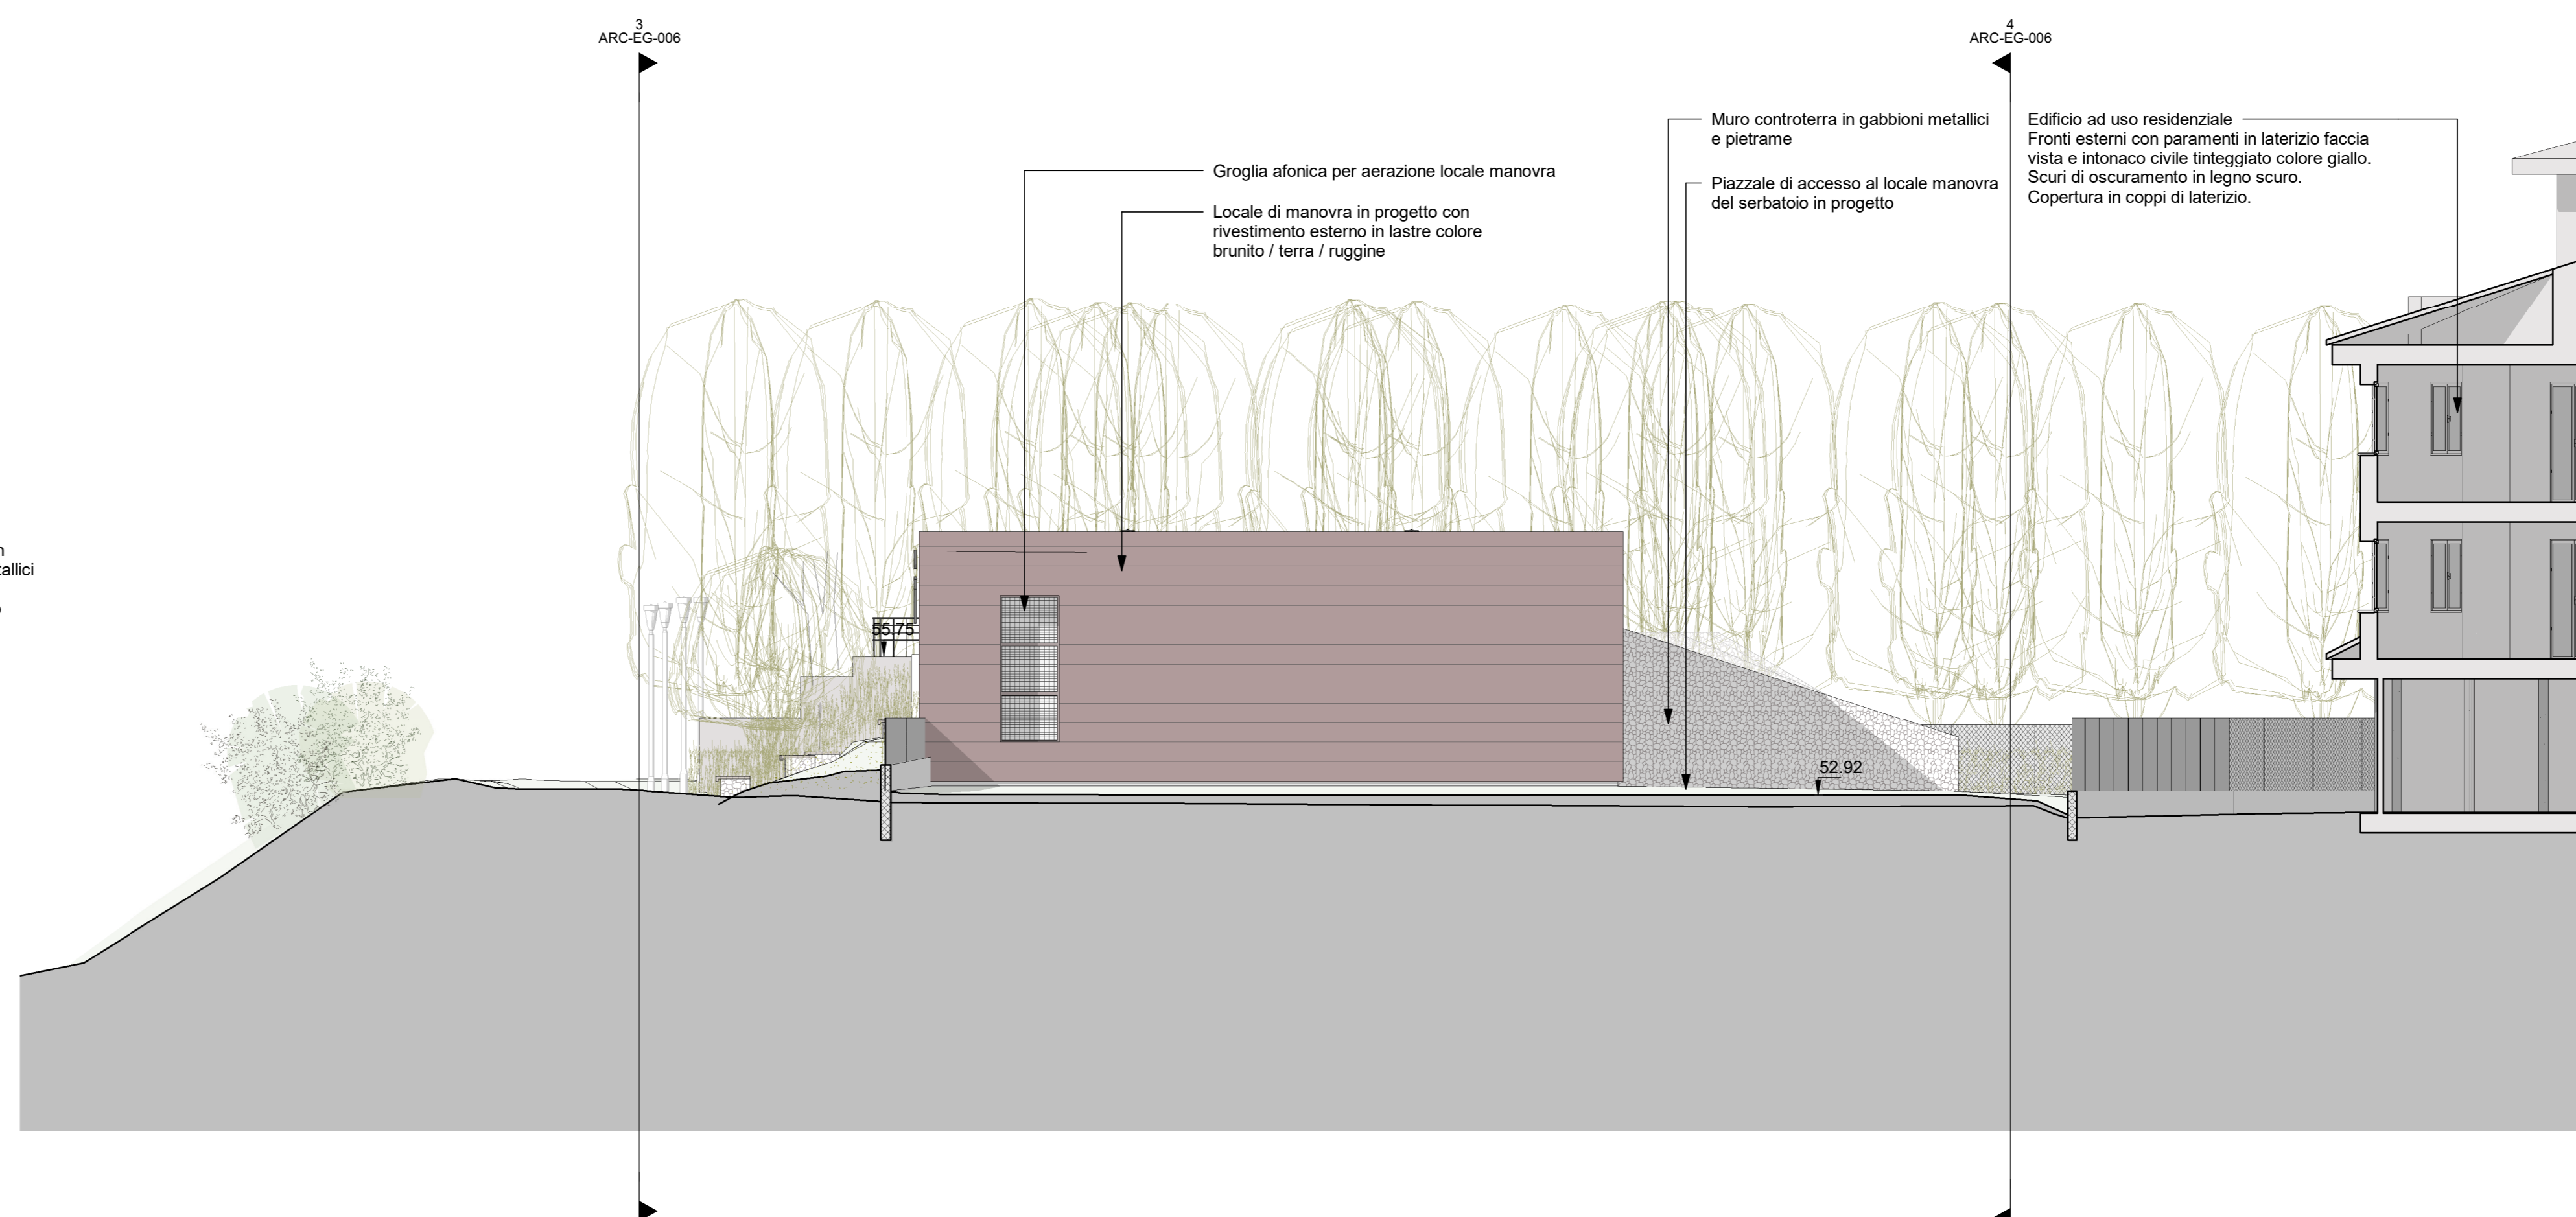 3
ARC-EG-006
4
ARC-EG-006
Groglia afonica per aerazione locale manovra
Locale di manovra in progetto con
rivestimento esterno in lastre colore
brunito / terra / ruggine
Muro controterra in gabbioni metallici
e pietrame
Piazzale di accesso al locale manovra
del serbatoio in progetto
Edificio ad uso residenziale
Fronti esterni con paramenti in laterizio faccia
vista e intonaco civile tinteggiato colore giallo.
Scuri di oscuramento in legno scuro.
Copertura in coppi di laterizio.
55.75
52.92